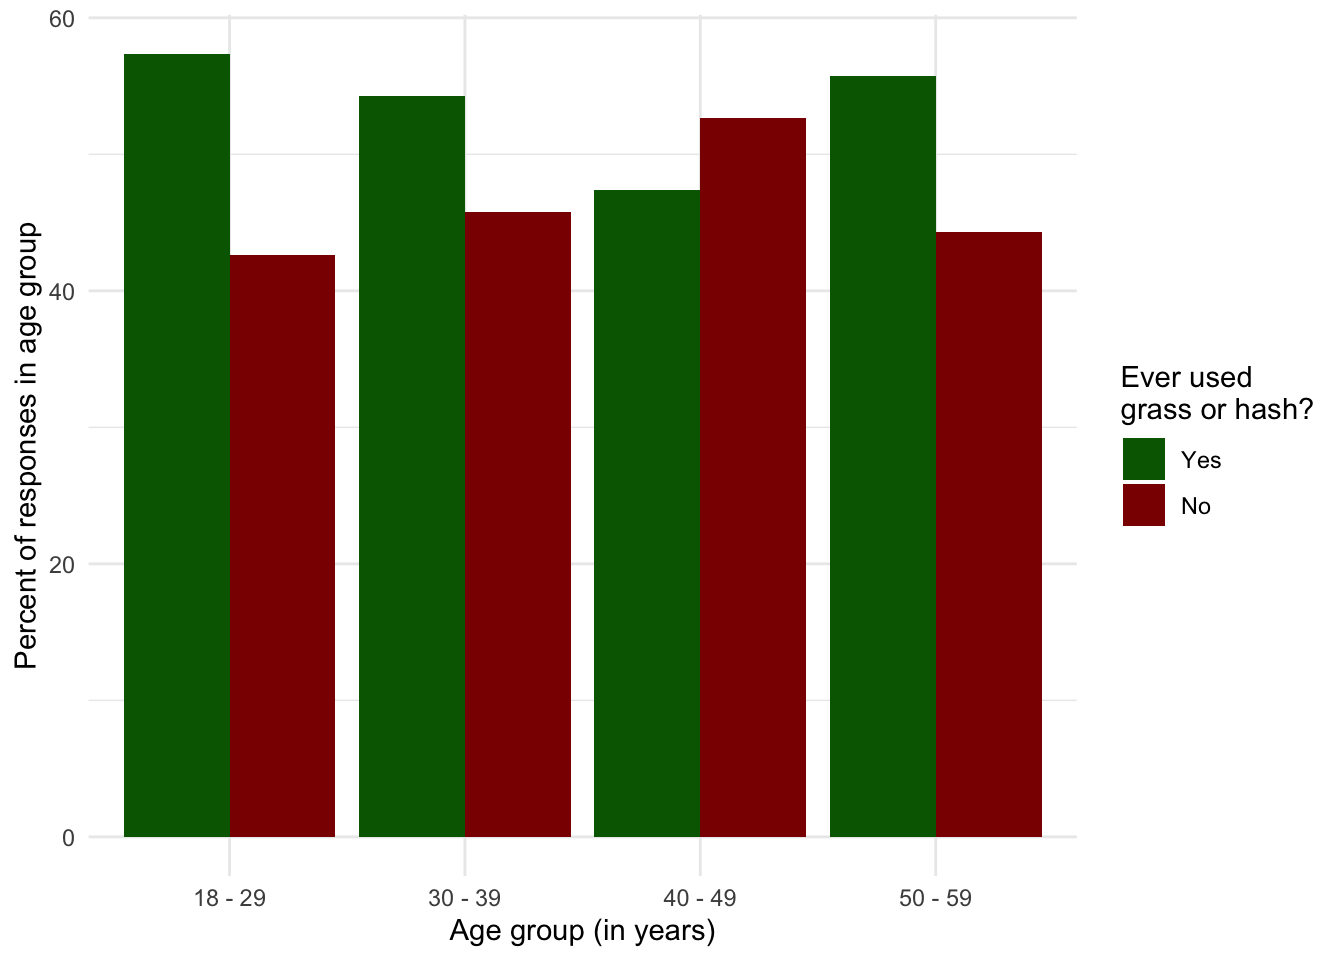 60
40
20
0
Percent of responses in age group
18 - 29
30 - 39
40 - 49
50 - 59
Age group (in years)
Ever used
grass or hash?
Yes
No